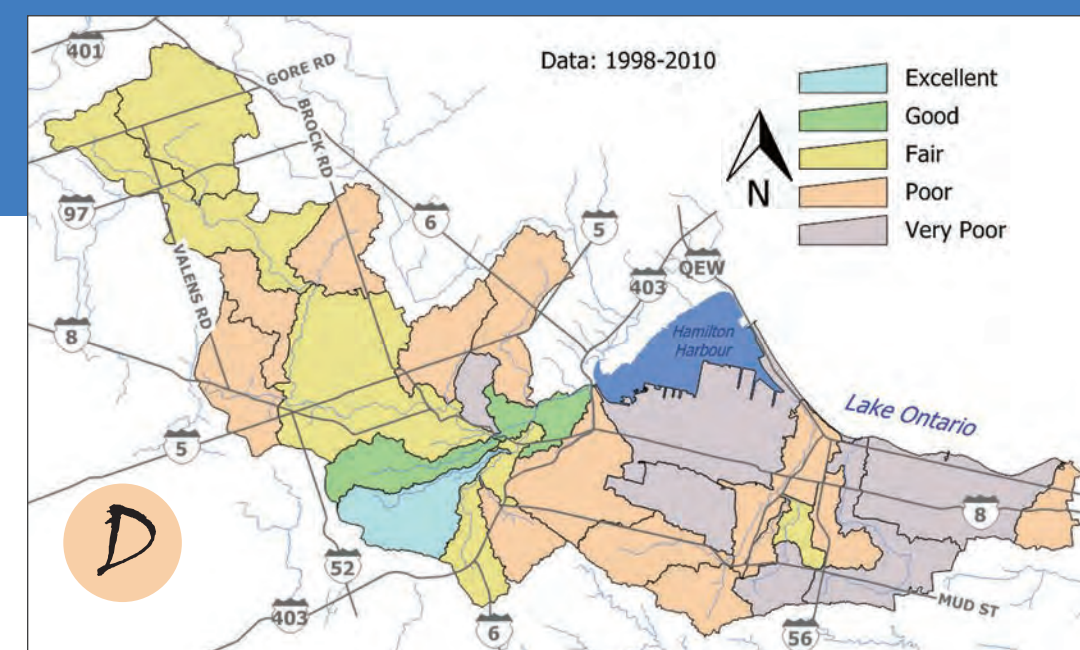 401
GORE RD
Data: 1998-2010
Excellent
Good
Fair
Poor
Very Poor
N
BROCK RD
97
6
5
VALENS RD
403
QEW
8
Hamilton
Harbour
Lake Ontario
5
8
D
52
403
6
56
MUD ST